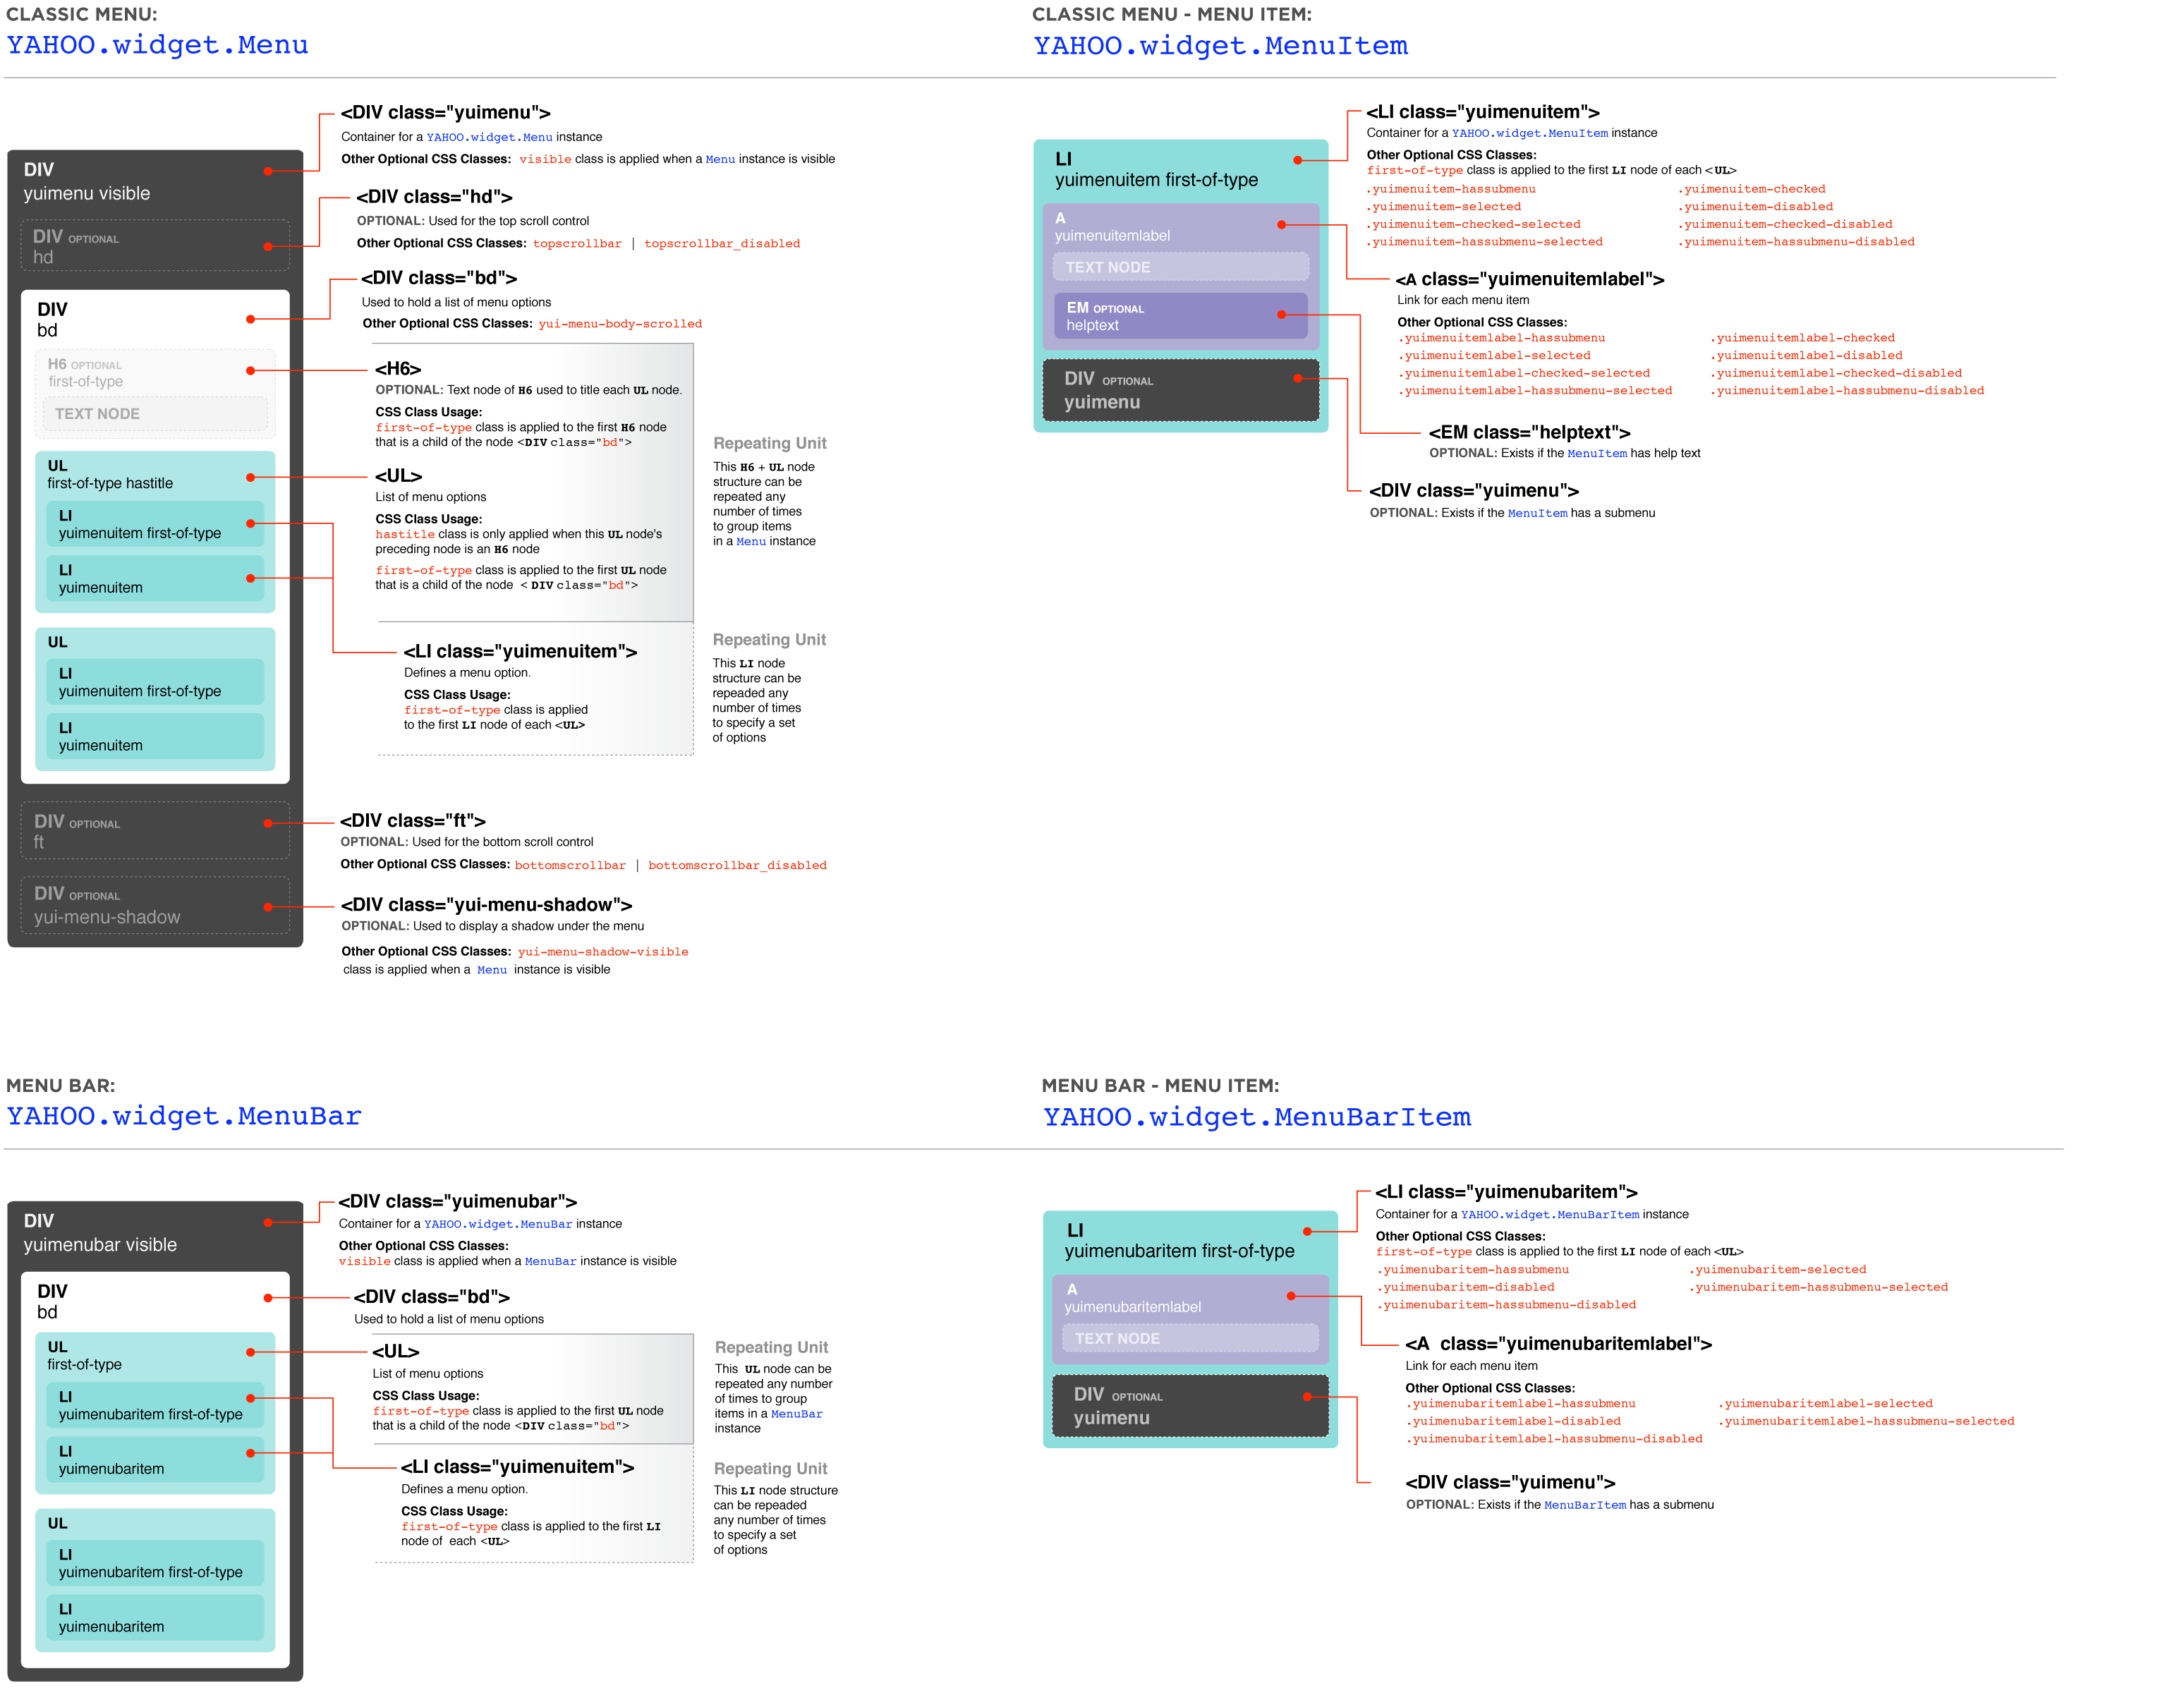 CLASSIC MENU:
YAHOO.widget.Menu
DIV
yuimenu visible
DIV OPTIONAL
hd
DIV
bd
H6 OPTIONAL
first-of-type
TEXT NODE
UL
first-of-type hastitle
LI
yuimenuitem first-of-type
LI
yuimenuitem
UL
LI
yuimenuitem first-of-type
LI
yuimenuitem
DIV OPTIONAL
ft
DIV OPTIONAL
yui-menu-shadow
<DIV class="yuimenu">
Container for a YAHOO.widget.Menu instance
Other Optional CSS Classes: visible class is applied when a Menu instance is visible
<DIV class="hd">
OPTIONAL: Used for the top scroll control
Other Optional CSS Classes: topscrollbar | topscrollbar_disabled
<DIV class="bd">
Used to hold a list of menu options
Other Optional CSS Classes: yui-menu-body-scrolled
<H6>
OPTIONAL: Text node of H6 used to title each UL node.
CSS Class Usage:
first-of-type class is applied to the first H6 node
that is a child of the node <DIV class="bd">
<UL>
List of menu options
CSS Class Usage:
hastitle class is only applied when this UL node's
preceding node is an H6 node
first-of-type class is applied to the first UL node
that is a child of the node < DIV class="bd">
Repeating Unit
This H6 + UL node
structure can be
repeated any
number of times
to group items
in a Menu instance
<LI class="yuimenuitem">
Defines a menu option.
CSS Class Usage:
first-of-type class is applied
to the first LI node of each <UL>
Repeating Unit
This LI node
structure can be
repeaded any
number of times
to specify a set
of options
<DIV class="ft">
OPTIONAL: Used for the bottom scroll control
Other Optional CSS Classes: bottomscrollbar | bottomscrollbar_disabled
<DIV class="yui-menu-shadow">
OPTIONAL: Used to display a shadow under the menu
Other Optional CSS Classes: yui-menu-shadow-visible
class is applied when a Menu instance is visible
CLASSIC MENU - MENU ITEM:
YAHOO.widget.MenuItem
LI
yuimenuitem first-of-type
A
yuimenuitemlabel
TEXT NODE
EM OPTIONAL
helptext
DIV OPTIONAL
yuimenu
<LI class="yuimenuitem">
Container for a YAHOO.widget.MenuItem instance
Other Optional CSS Classes:
first-of-type class is applied to the first LI node of each <UL>
.yuimenuitem-hassubmenu .yuimenuitem-checked
.yuimenuitem-selected .yuimenuitem-disabled
.yuimenuitem-checked-selected .yuimenuitem-checked-disabled
.yuimenuitem-hassubmenu-selected .yuimenuitem-hassubmenu-disabled
<A class="yuimenuitemlabel">
Link for each menu item
Other Optional CSS Classes:
.yuimenuitemlabel-hassubmenu .yuimenuitemlabel-checked
.yuimenuitemlabel-selected .yuimenuitemlabel-disabled
.yuimenuitemlabel-checked-selected .yuimenuitemlabel-checked-disabled
.yuimenuitemlabel-hassubmenu-selected .yuimenuitemlabel-hassubmenu-disabled
<EM class="helptext">
OPTIONAL: Exists if the MenuItem has help text
<DIV class="yuimenu">
OPTIONAL: Exists if the MenuItem has a submenu
MENU BAR:
YAHOO.widget.MenuBar
DIV
yuimenubar visible
DIV
bd
UL
first-of-type
LI
yuimenubaritem first-of-type
LI
yuimenubaritem
UL
LI
yuimenubaritem first-of-type
LI
yuimenubaritem
<DIV class="yuimenubar">
Container for a YAHOO.widget.MenuBar instance
Other Optional CSS Classes:
visible class is applied when a MenuBar instance is visible
<DIV class="bd">
Used to hold a list of menu options
<UL>
List of menu options
CSS Class Usage:
first-of-type class is applied to the first UL node
that is a child of the node <DIV class="bd">
Repeating Unit
This UL node can be
repeated any number
of times to group
items in a MenuBar
instance
<LI class="yuimenuitem">
Defines a menu option.
CSS Class Usage:
first-of-type class is applied to the first LI
node of each <UL>
Repeating Unit
This LI node structure
can be repeaded
any number of times
to specify a set
of options
MENU BAR - MENU ITEM:
YAHOO.widget.MenuBarItem
LI
yuimenubaritem first-of-type
A
yuimenubaritemlabel
TEXT NODE
DIV OPTIONAL
yuimenu
<LI class="yuimenubaritem">
Container for a YAHOO.widget.MenuBarItem instance
Other Optional CSS Classes:
first-of-type class is applied to the first LI node of each <UL>
.yuimenubaritem-hassubmenu .yuimenubaritem-selected
.yuimenubaritem-disabled .yuimenubaritem-hassubmenu-selected
.yuimenubaritem-hassubmenu-disabled
<A class="yuimenubaritemlabel">
Link for each menu item
Other Optional CSS Classes:
.yuimenubaritemlabel-hassubmenu .yuimenubaritemlabel-selected
.yuimenubaritemlabel-disabled .yuimenubaritemlabel-hassubmenu-selected
.yuimenubaritemlabel-hassubmenu-disabled
<DIV class="yuimenu">
OPTIONAL: Exists if the MenuBarItem has a submenu